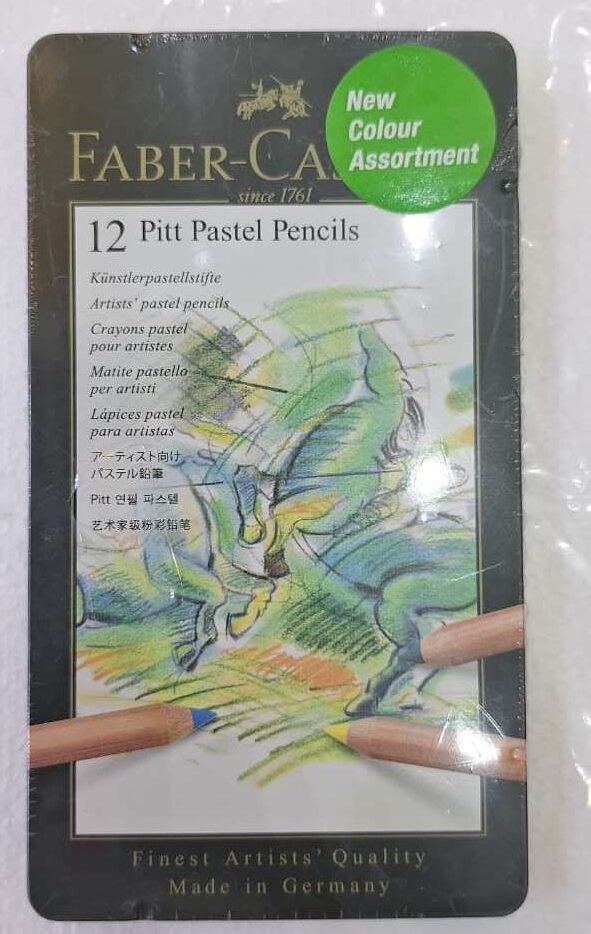 New
Colour
Assortment
FABER-CAS
since 1761
12 Pitt Pastel Pencils
Künstlerpastellstifte
Artists' pastel pencils
Crayons pastel
pour artistes
Matite pastello
per artisti
Lápices pastel
para artistas
アーティスト向け
パステル鉛筆
Pitt 연필 파스텔
艺术家级粉彩铅笔
Finest Artists' Quality
Made in Germany